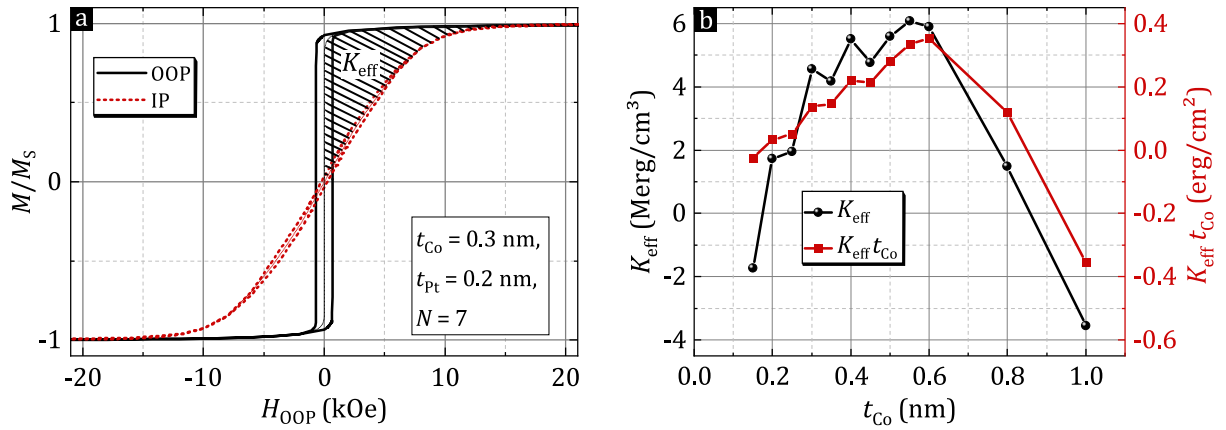 a
OOP
IP
K_eff
t_Co = 0.3 nm,
t_Pt = 0.2 nm,
N = 7
1
0
-1
M/M_S
-20
-10
0
10
20
H_OOP (kOe)
b
K_eff
K_eff t_Co
6
4
2
0
-2
-4
K_eff (Merg/cm³)
0.4
0.2
0.0
-0.2
-0.4
-0.6
K_eff t_Co (erg/cm²)
0.0
0.2
0.4
0.6
0.8
1.0
t_Co (nm)